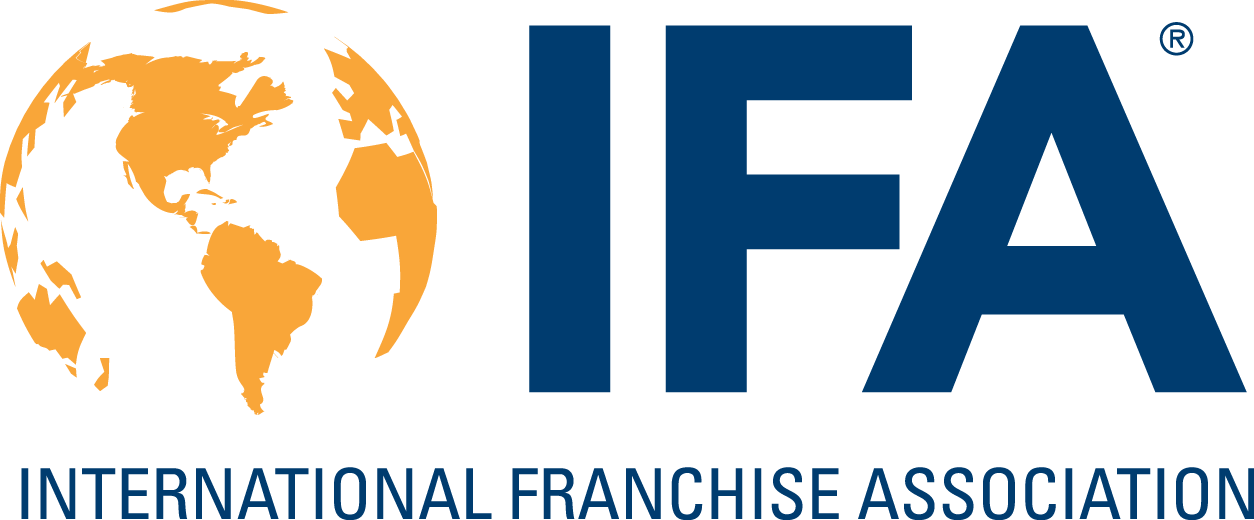 IFA®
INTERNATIONAL FRANCHISE ASSOCIATION